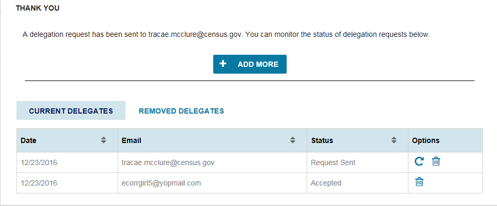 THANK YOU
A delegation request has been sent to tracae.mcclure@census.gov. You can monitor the status of delegation requests below.
+ ADD MORE
CURRENT DELEGATES REMOVED DELEGATES
Date Email Status Options
12/23/2016 tracae.mcclure@census.gov Request Sent
12/23/2016 ecorrgirl5@yopmail.com Accepted